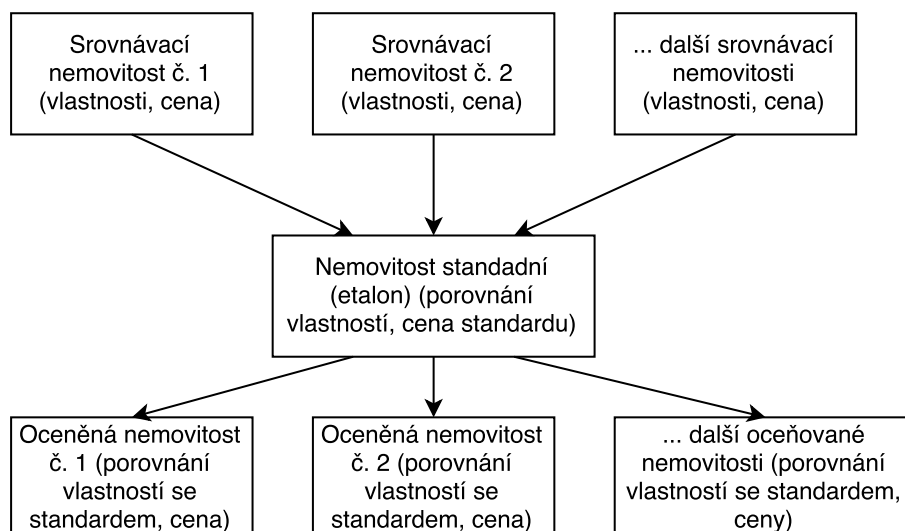 Srovnávací
nemovitost č. 1
(vlastnosti, cena)
Srovnávací
nemovitost č. 2
(vlastnosti, cena)
... další srovnávací
nemovitosti
(vlastnosti, cena)
Nemovitost standadní
(etalon) (porovnání
vlastností, cena standardu)
Oceněná nemovitost
č. 1 (porovnání
vlastností se
standardem, cena)
Oceněná nemovitost
č. 2 (porovnání
vlastností se
standardem, cena)
... další oceňované
nemovitosti (porovnání
vlastností se standardem,
ceny)